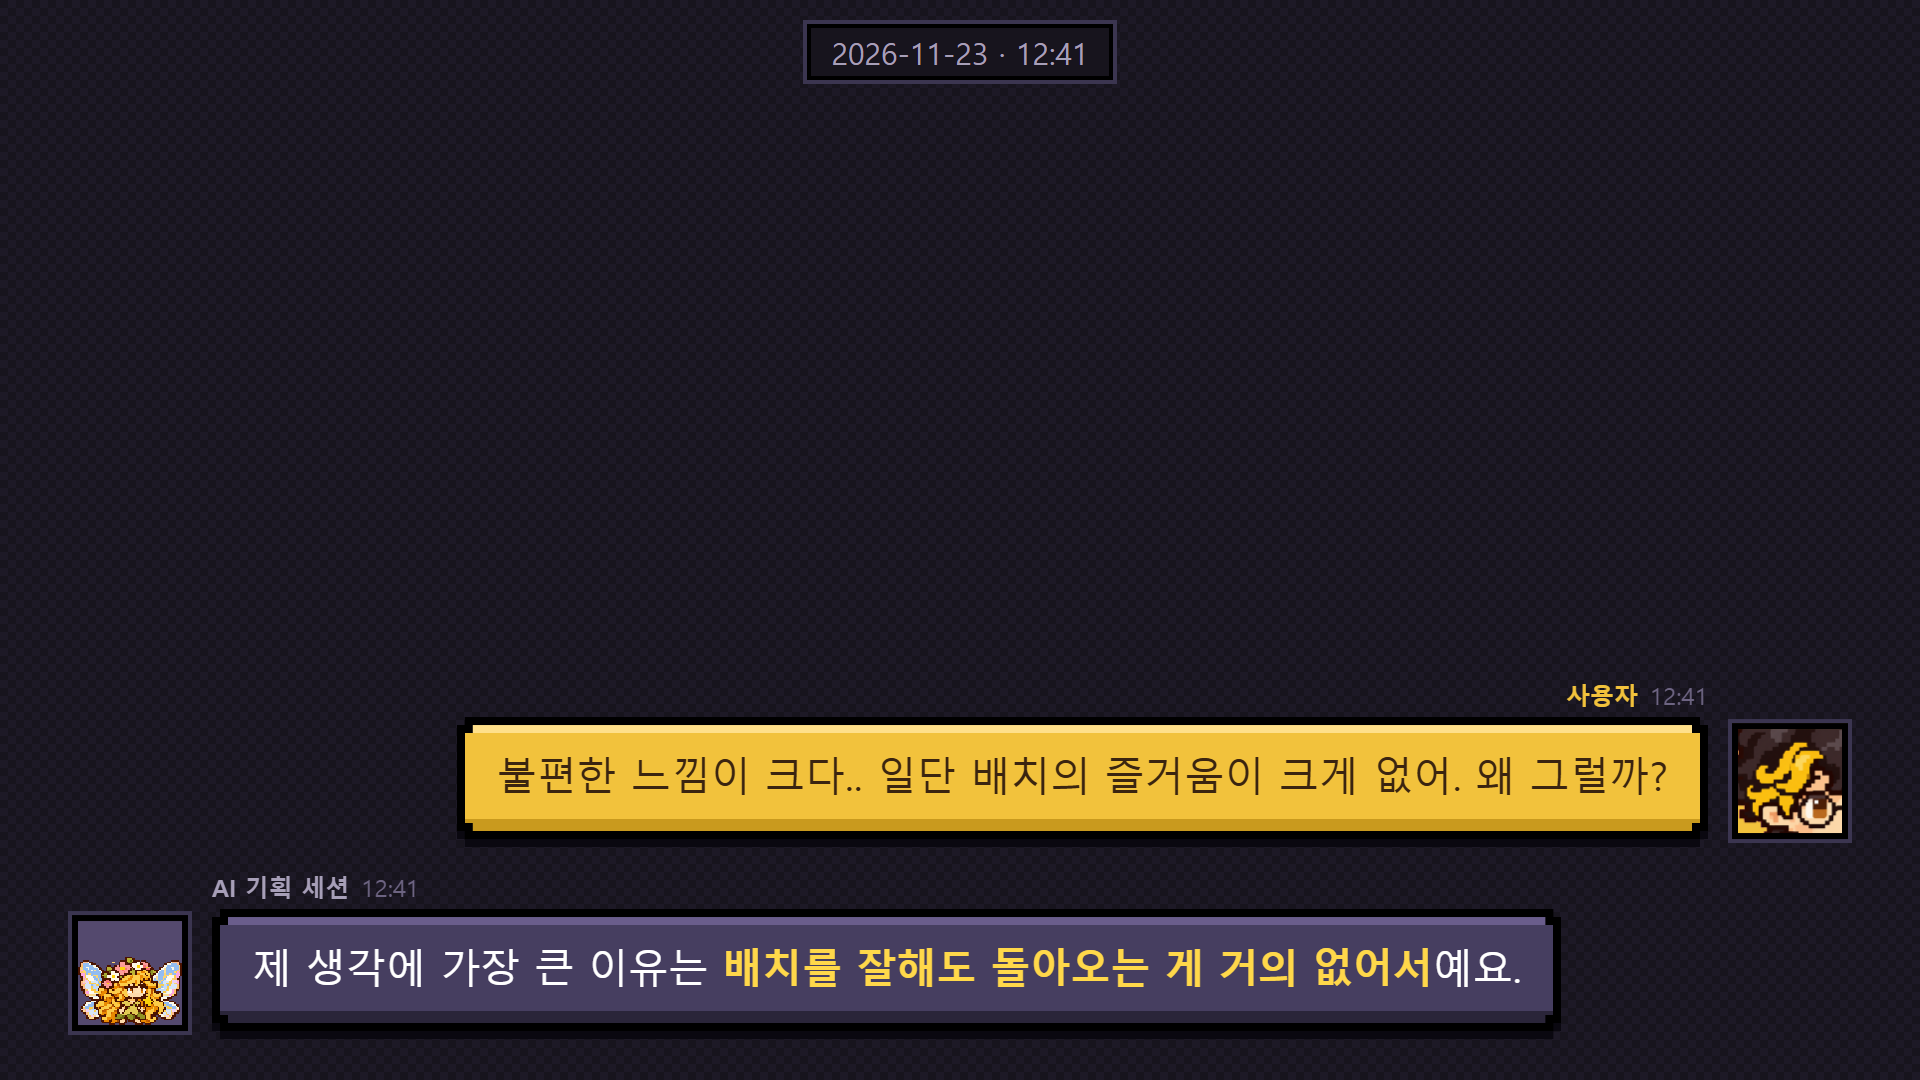 2026-11-23 · 12:41
사용자 12:41
불편한 느낌이 크다.. 일단 배치의 즐거움이 크게 없어. 왜 그럴까?
AI 기획 세션 12:41
제 생각에 가장 큰 이유는 배치를 잘해도 돌아오는 게 거의 없어서예요.